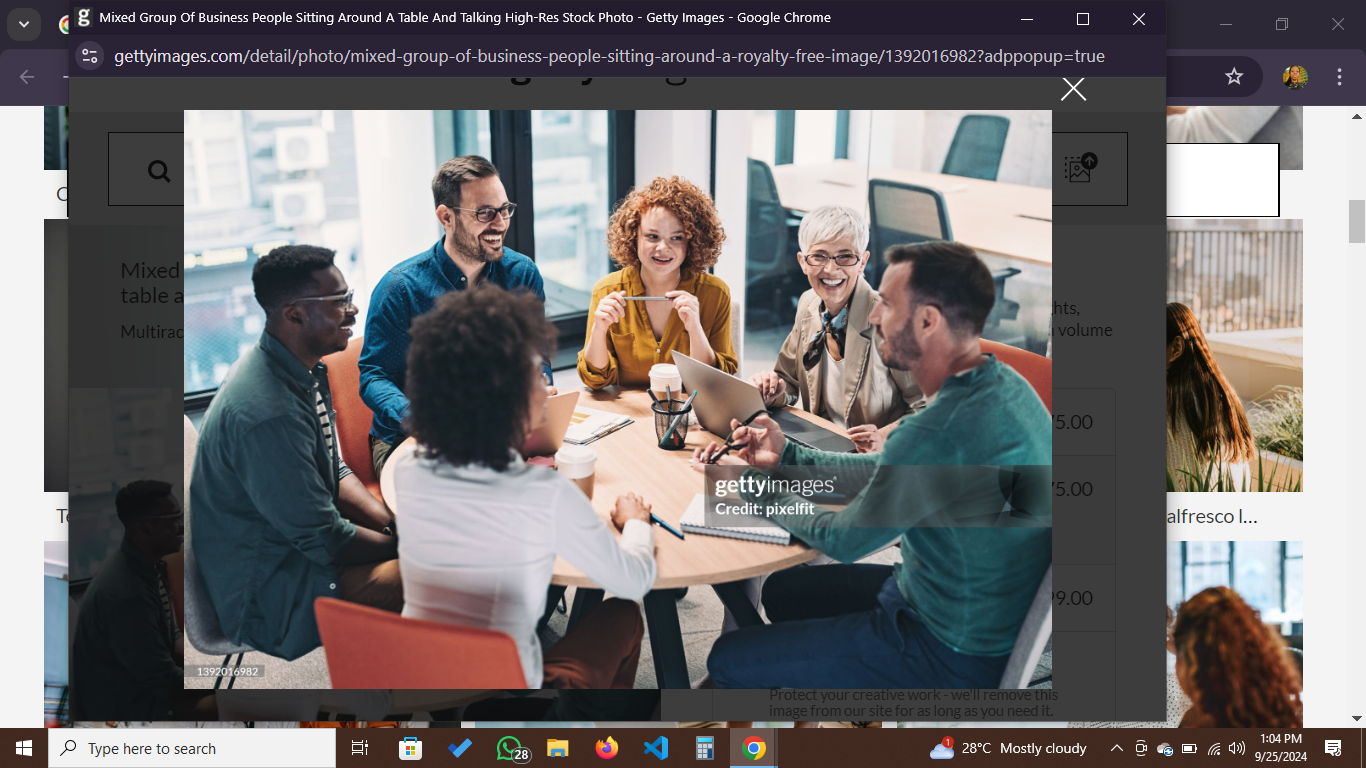 Mixed Group Of Business People Sitting Around A Table And Talking High-Res Stock Photo - Getty Images - Google Chrome
gettyimages.com/detail/photo/mixed-group-of-business-people-sitting-around-a-royalty-free-image/1392016982?adppopup=true
Mixed
table a
Multirac
hts,
volume
75.00
75.00
99.00
gettyimages
Credit: pixelfit
alfresco l...
1392016982
Protect your creative work - we'll remove this
image from our site for as long as you need it.
Type here to search
28
1
28°C Mostly cloudy
1:04 PM
9/25/2024